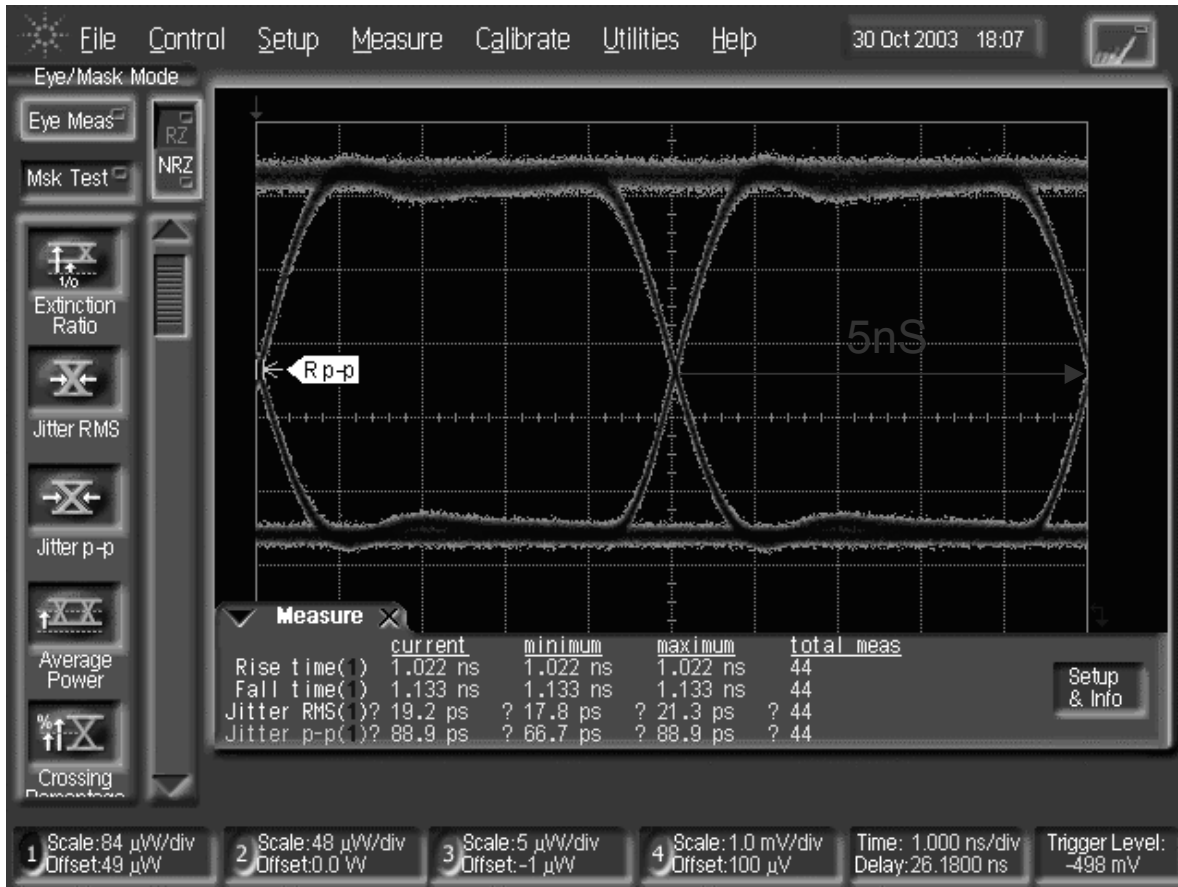 File Control Setup Measure Calibrate Utilities Help 30 Oct 2003 18:07
Eye/Mask Mode
Eye Meas
RZ
NRZ
Msk Test
1/0
Extinction
Ratio
5nS
R p-p
Jitter RMS
Jitter p-p
Measure
current minimum maximum total meas
Rise time(1) 1.022 ns 1.022 ns 1.022 ns 44
Fall time(1) 1.133 ns 1.133 ns 1.133 ns 44
Jitter RMS(1)? 19.2 ps ? 17.8 ps ? 21.3 ps ? 44
Jitter p-p(1)? 88.9 ps ? 66.7 ps ? 88.9 ps ? 44
Setup
& Info
Average
Power
%
Crossing
1 Scale:84 µW/div
Offset:49 µW
2 Scale:48 µW/div
Offset:0.0 W
3 Scale:5 µW/div
Offset:-1 µW
4 Scale:1.0 mV/div
Offset:100 µV
Time: 1.000 ns/div
Delay:26.1800 ns
Trigger Level:
-498 mV